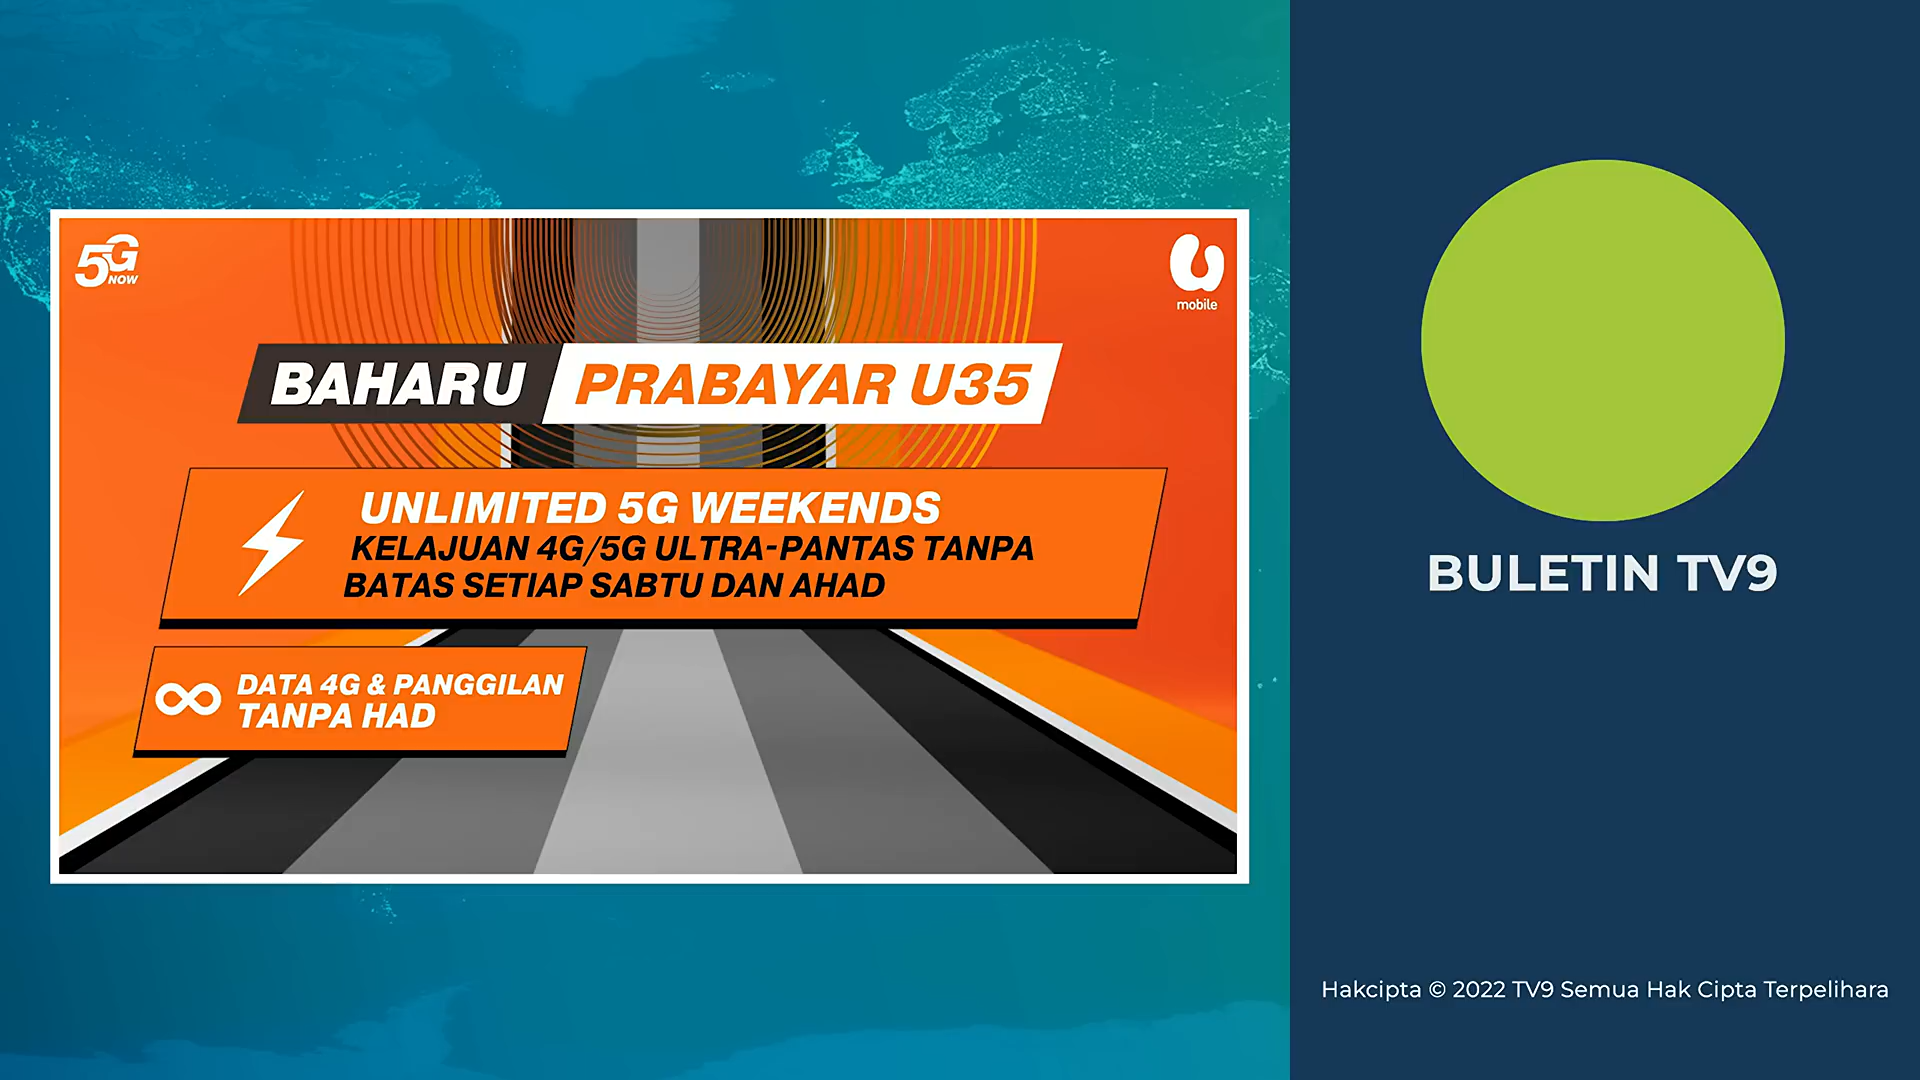 5G
NOW
mobile
BAHARU PRABAYAR U35
UNLIMITED 5G WEEKENDS
KELAJUAN 4G/5G ULTRA-PANTAS TANPA
BATAS SETIAP SABTU DAN AHAD
DATA 4G & PANGGILAN
TANPA HAD
BULETIN TV9
Hakcipta © 2022 TV9 Semua Hak Cipta Terpelihara